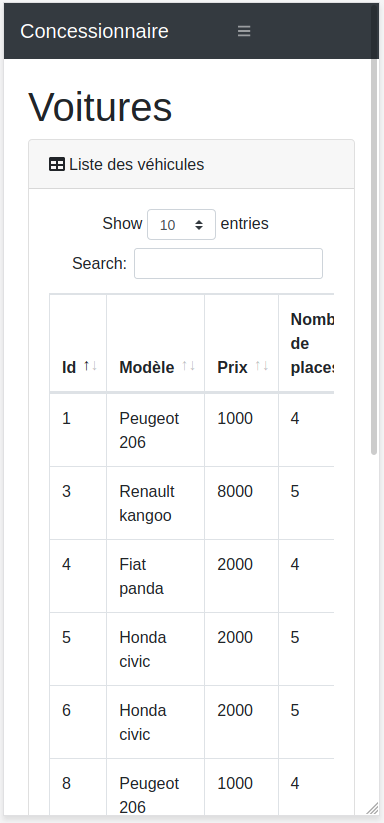 Concessionnaire
Voitures
Liste des véhicules
Show 10 entries
Search:
Id Modèle Prix Nomb
de
places
1 Peugeot 206 1000 4
3 Renault kangoo 8000 5
4 Fiat panda 2000 4
5 Honda civic 2000 5
6 Honda civic 2000 5
8 Peugeot 206 1000 4